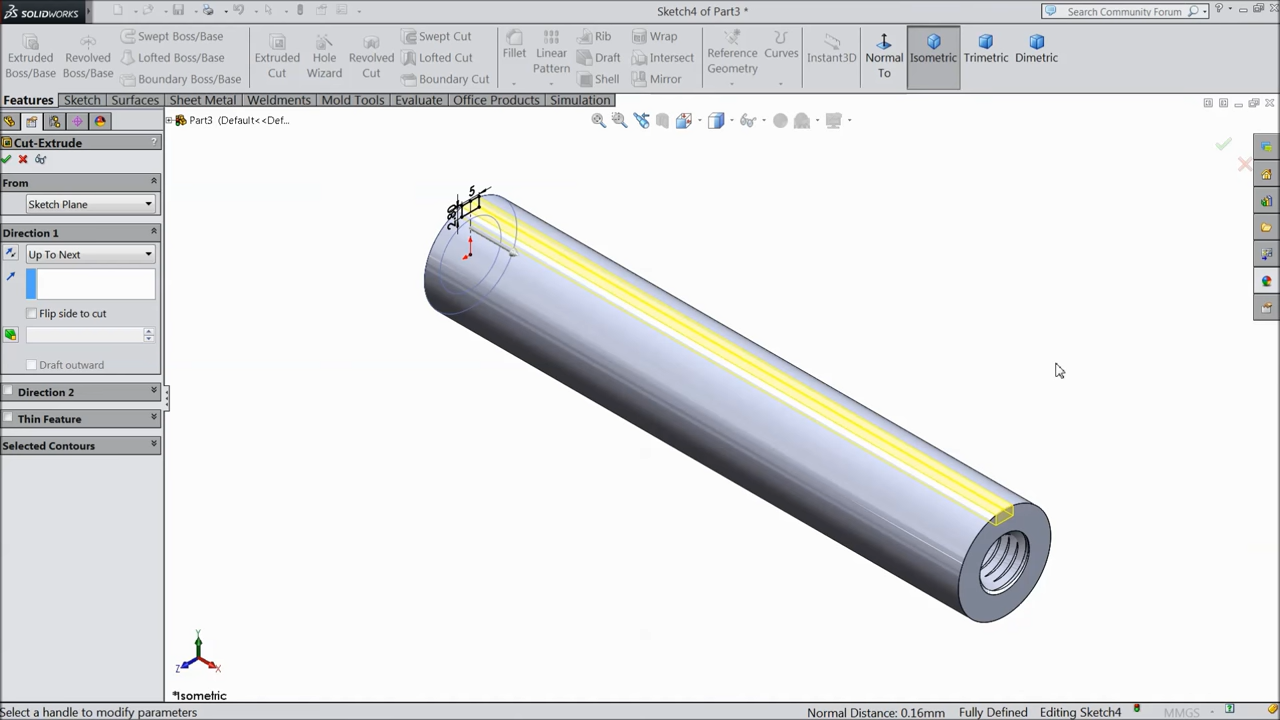 SOLIDWORKS
Sketch4 of Part3 *
Search Community Forum
Extruded Boss/Base
Revolved Boss/Base
Swept Boss/Base
Lofted Boss/Base
Boundary Boss/Base
Extruded Cut
Hole Wizard
Revolved Cut
Swept Cut
Lofted Cut
Boundary Cut
Fillet
Linear Pattern
Rib
Draft
Shell
Wrap
Intersect
Mirror
Reference Geometry
Curves
Instant3D
Normal To
Isometric
Trimetric
Dimetric
Features Sketch Surfaces Sheet Metal Weldments Mold Tools Evaluate Office Products Simulation
Part3 (Default<<Def...
Cut-Extrude
?
From
Sketch Plane
Direction 1
Up To Next
Flip side to cut
Draft outward
Direction 2
Thin Feature
Selected Contours
5
Y
Z
X
*Isometric
Select a handle to modify parameters
Normal Distance: 0.16mm
Fully Defined
Editing Sketch4
MMGS